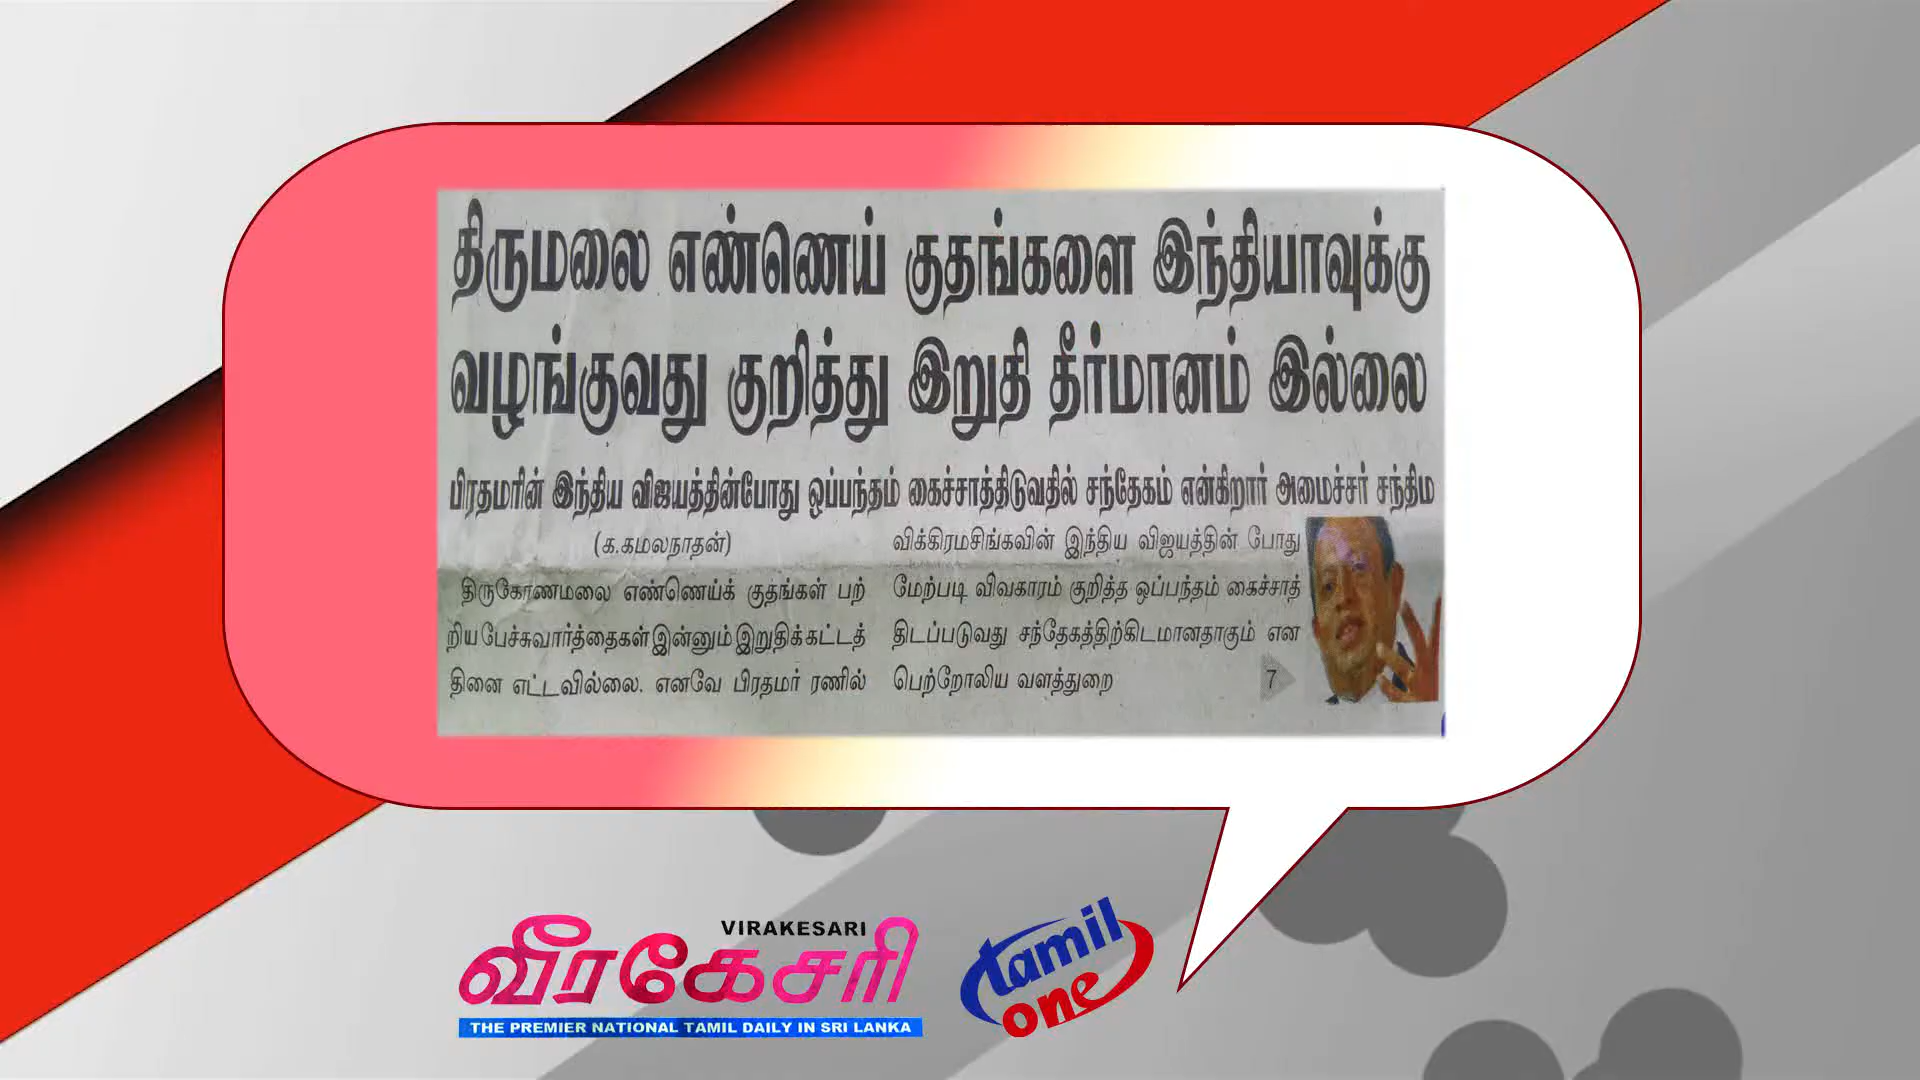 திருமலை எண்ணெய் குதங்களை இந்தியாவுக்கு
வழங்குவது குறித்து இறுதி தீர்மானம் இல்லை
பிரதமரின் இந்திய விஜயத்தின்போது ஒப்பந்தம் கைச்சாத்திடுவதில் சந்தேகம் என்கிறார் அமைச்சர் சந்திம
(க.கமலநாதன்)
திருகோணமலை எண்ணெய்க் குதங்கள் பற்
றிய பேச்சுவார்த்தைகள் இன்னும் இறுதிக்கட்டத்
தினை எட்டவில்லை. எனவே பிரதமர் ரணில்
விக்கிரமசிங்கவின் இந்திய விஜயத்தின் போது
மேற்படி விவகாரம் குறித்த ஒப்பந்தம் கைச்சாத்
திடப்படுவது சந்தேகத்திற்கிடமானதாகும் என
பெற்றோலிய வளத்துறை
7
VIRAKESARI
வீரகேசரி
THE PREMIER NATIONAL TAMIL DAILY IN SRI LANKA
tamil
one